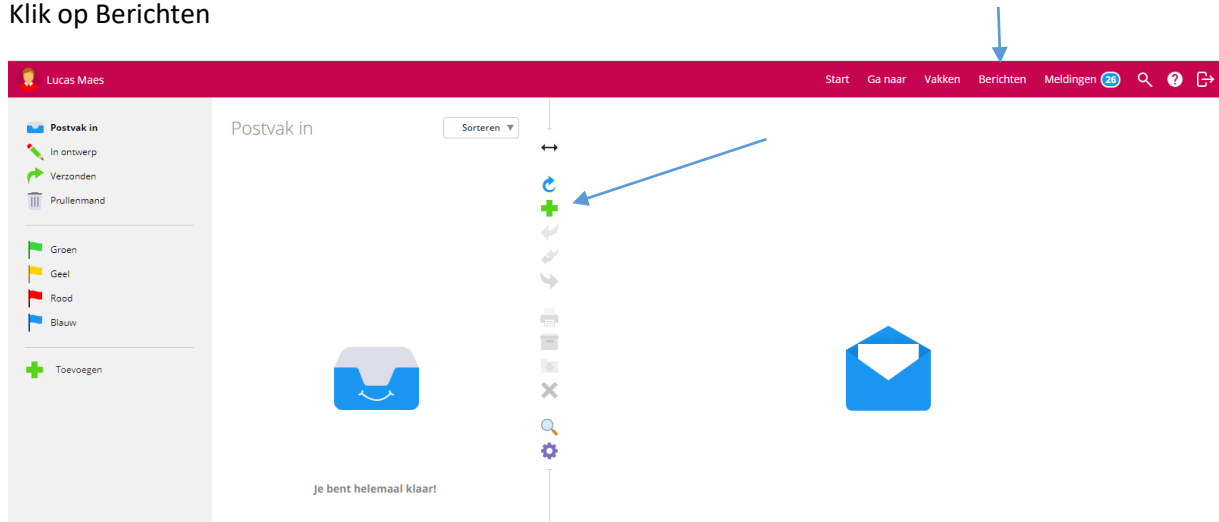 Klik op Berichten
Lucas Maes
Start Ga naar Vakken Berichten Meldingen 26
Postvak in
In ontwerp
Verzonden
Prullenmand
Groen
Geel
Rood
Blauw
Toevoegen
Postvak in
Sorteren
Je bent helemaal klaar!